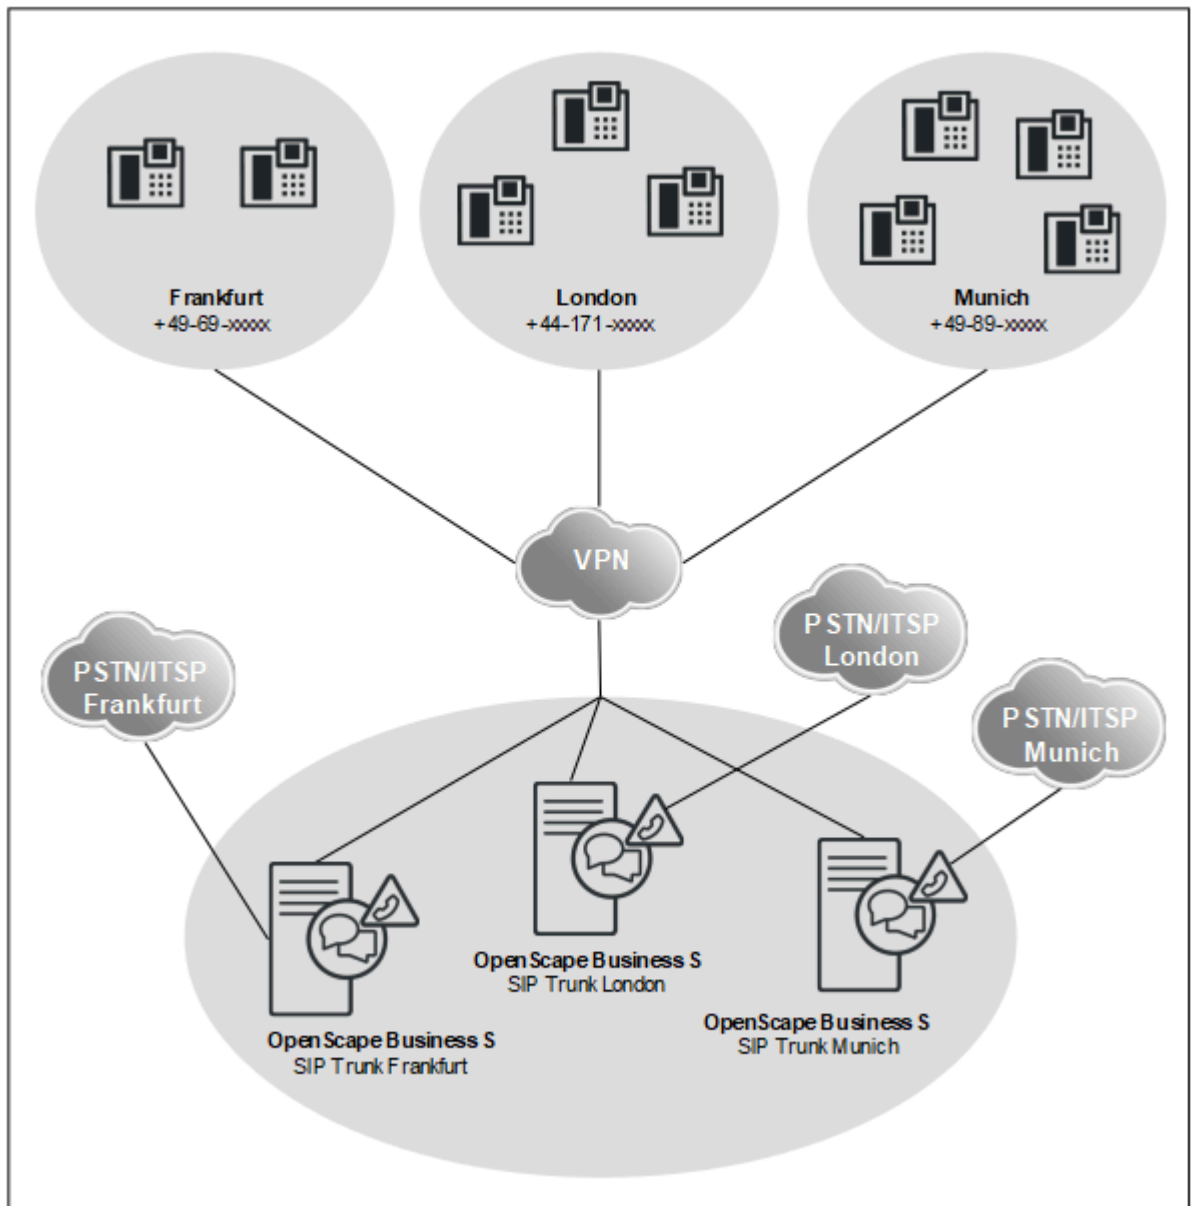 Frankfurt
+49-69-xxxxx
London
+44-171-xxxxx
Munich
+49-89-xxxxx
VPN
PSTN/ITSP
London
PSTN/ITSP
Frankfurt
PSTN/ITSP
Munich
OpenScape Business S
SIP Trunk London
OpenScape Business S
SIP Trunk Munich
OpenScape Business S
SIP Trunk Frankfurt